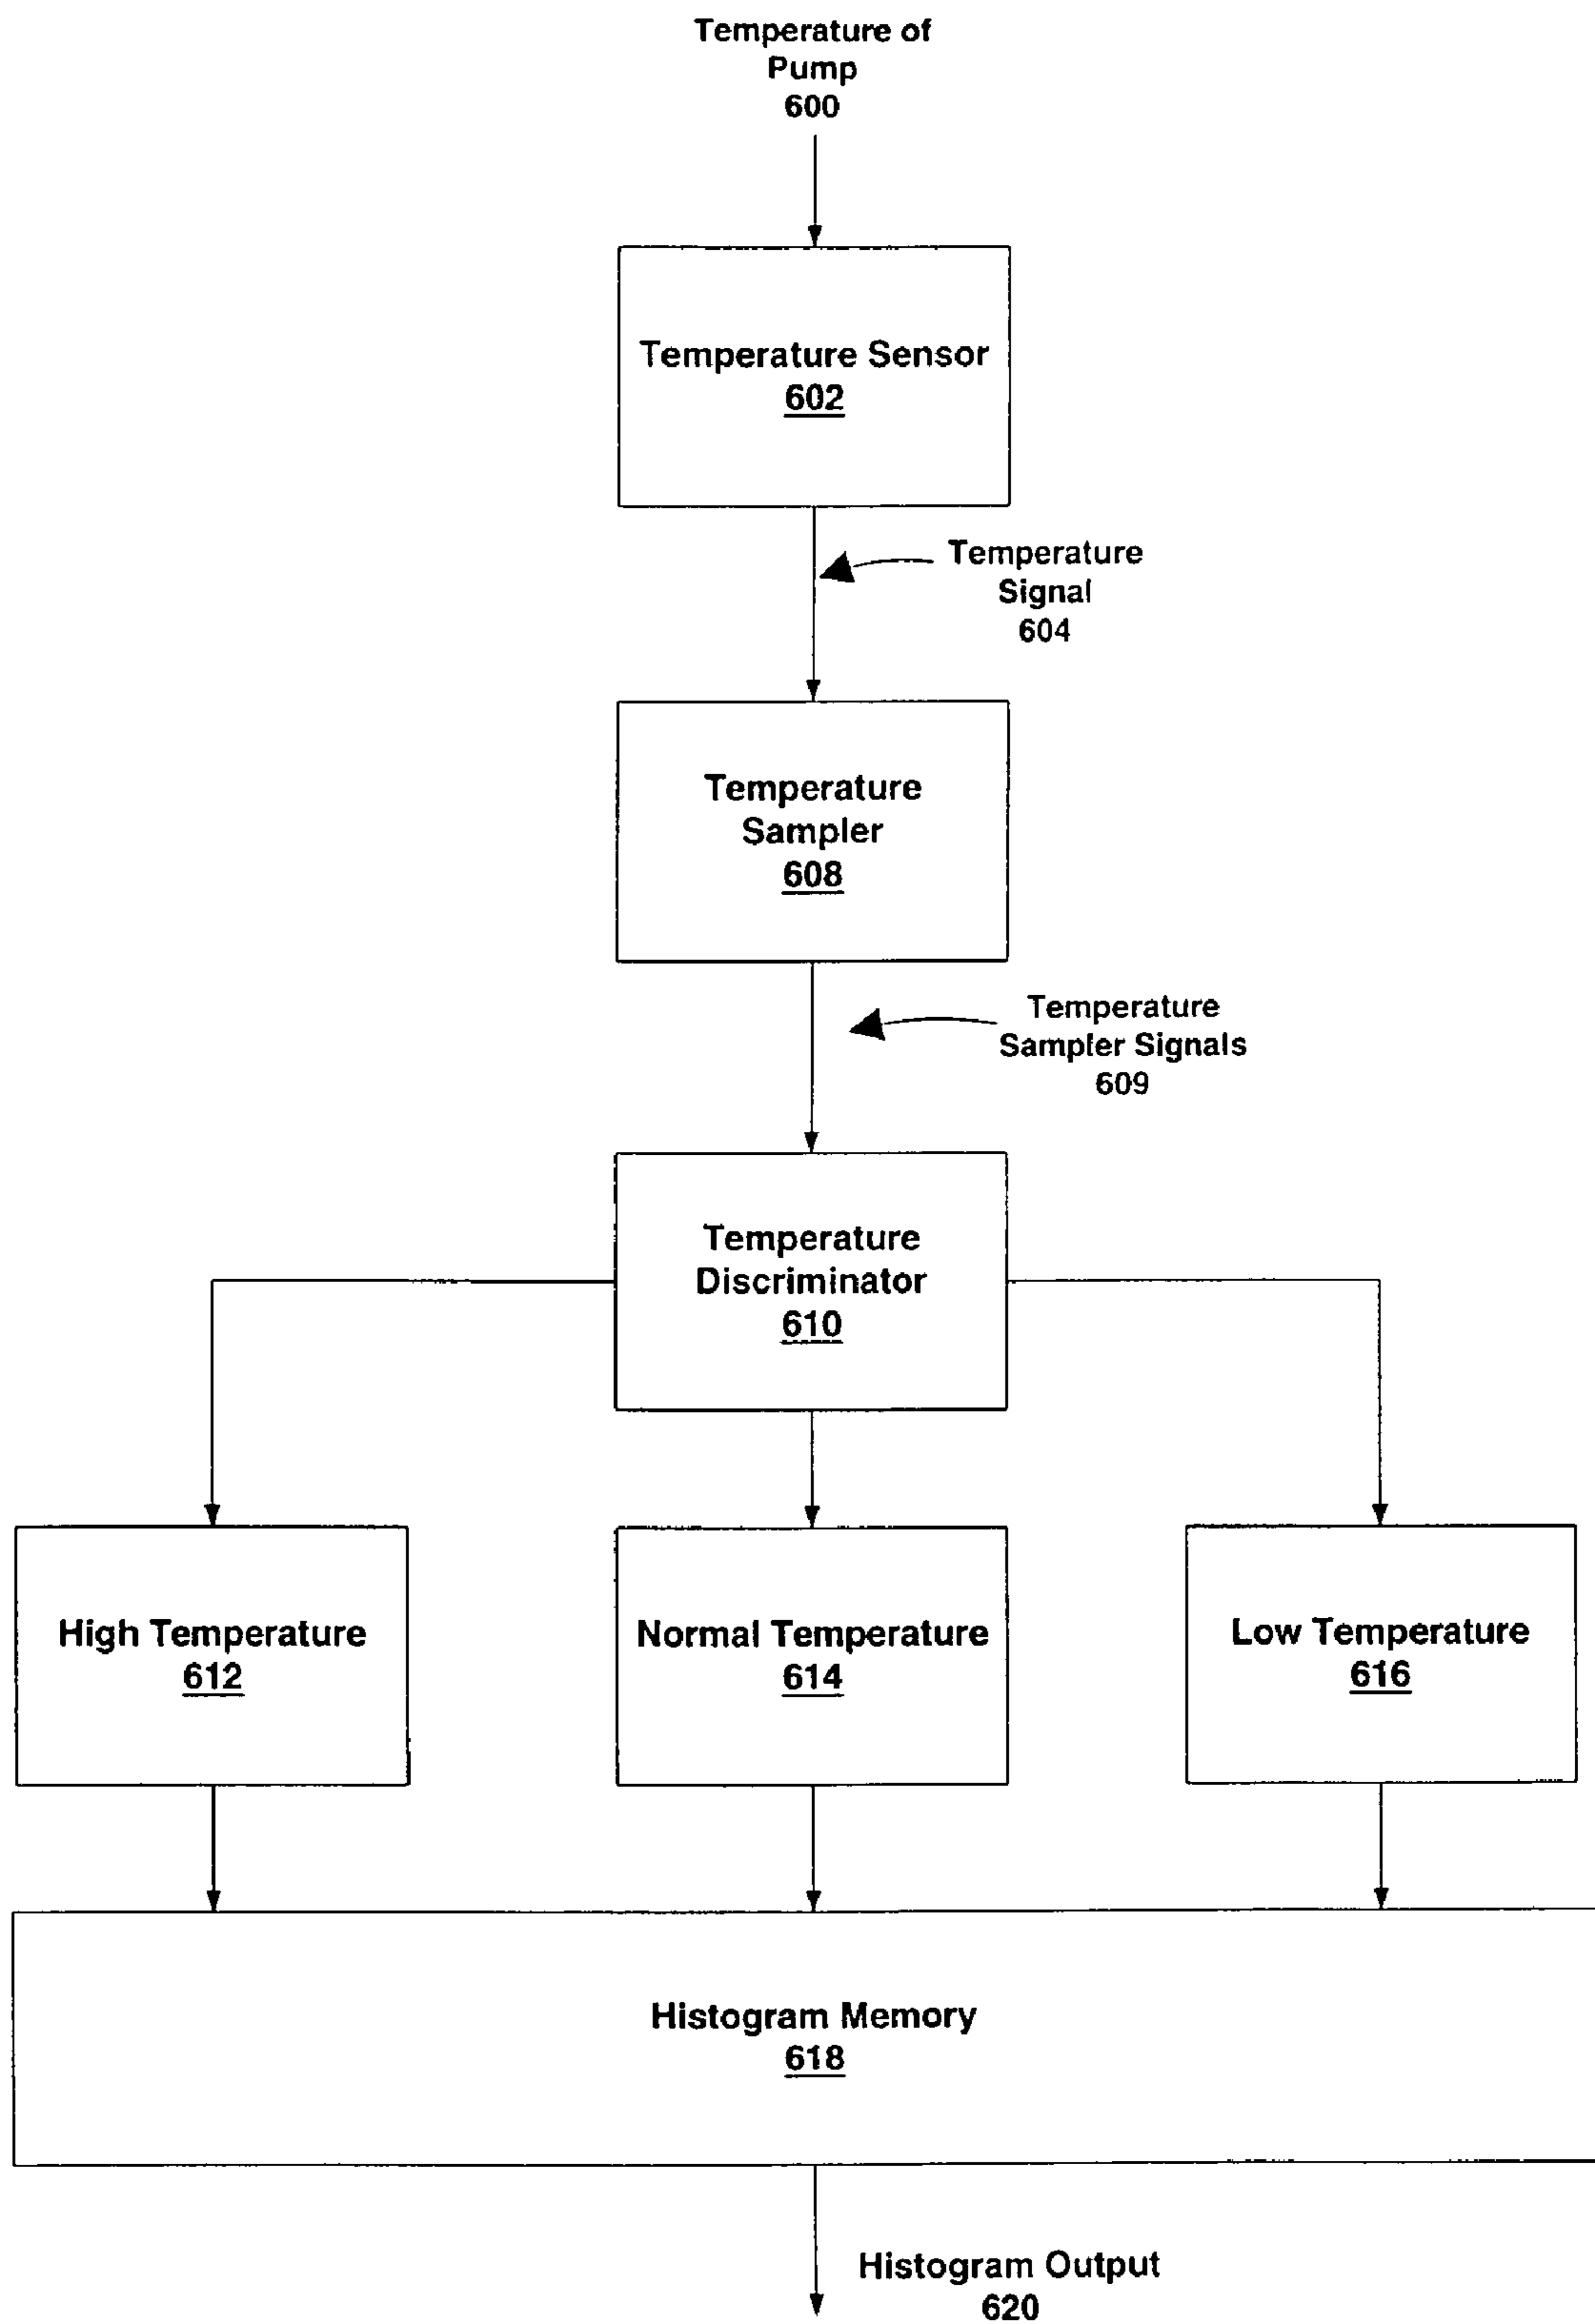 Temperature of
Pump
600
Temperature Sensor
602
Temperature
Signal
604
Temperature
Sampler
608
Temperature
Sampler Signals
609
Temperature
Discriminator
610
High Temperature
612
Normal Temperature
614
Low Temperature
616
Histogram Memory
618
Histogram Output
620